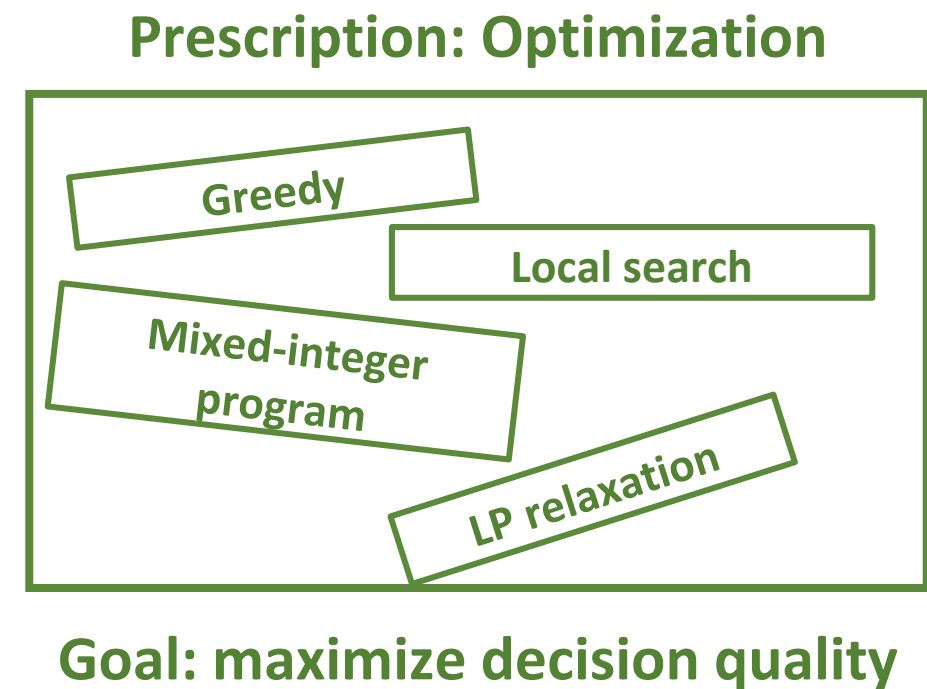 Prescription: Optimization
Greedy
Local search
Mixed-integer
program
LP relaxation
Goal: maximize decision quality